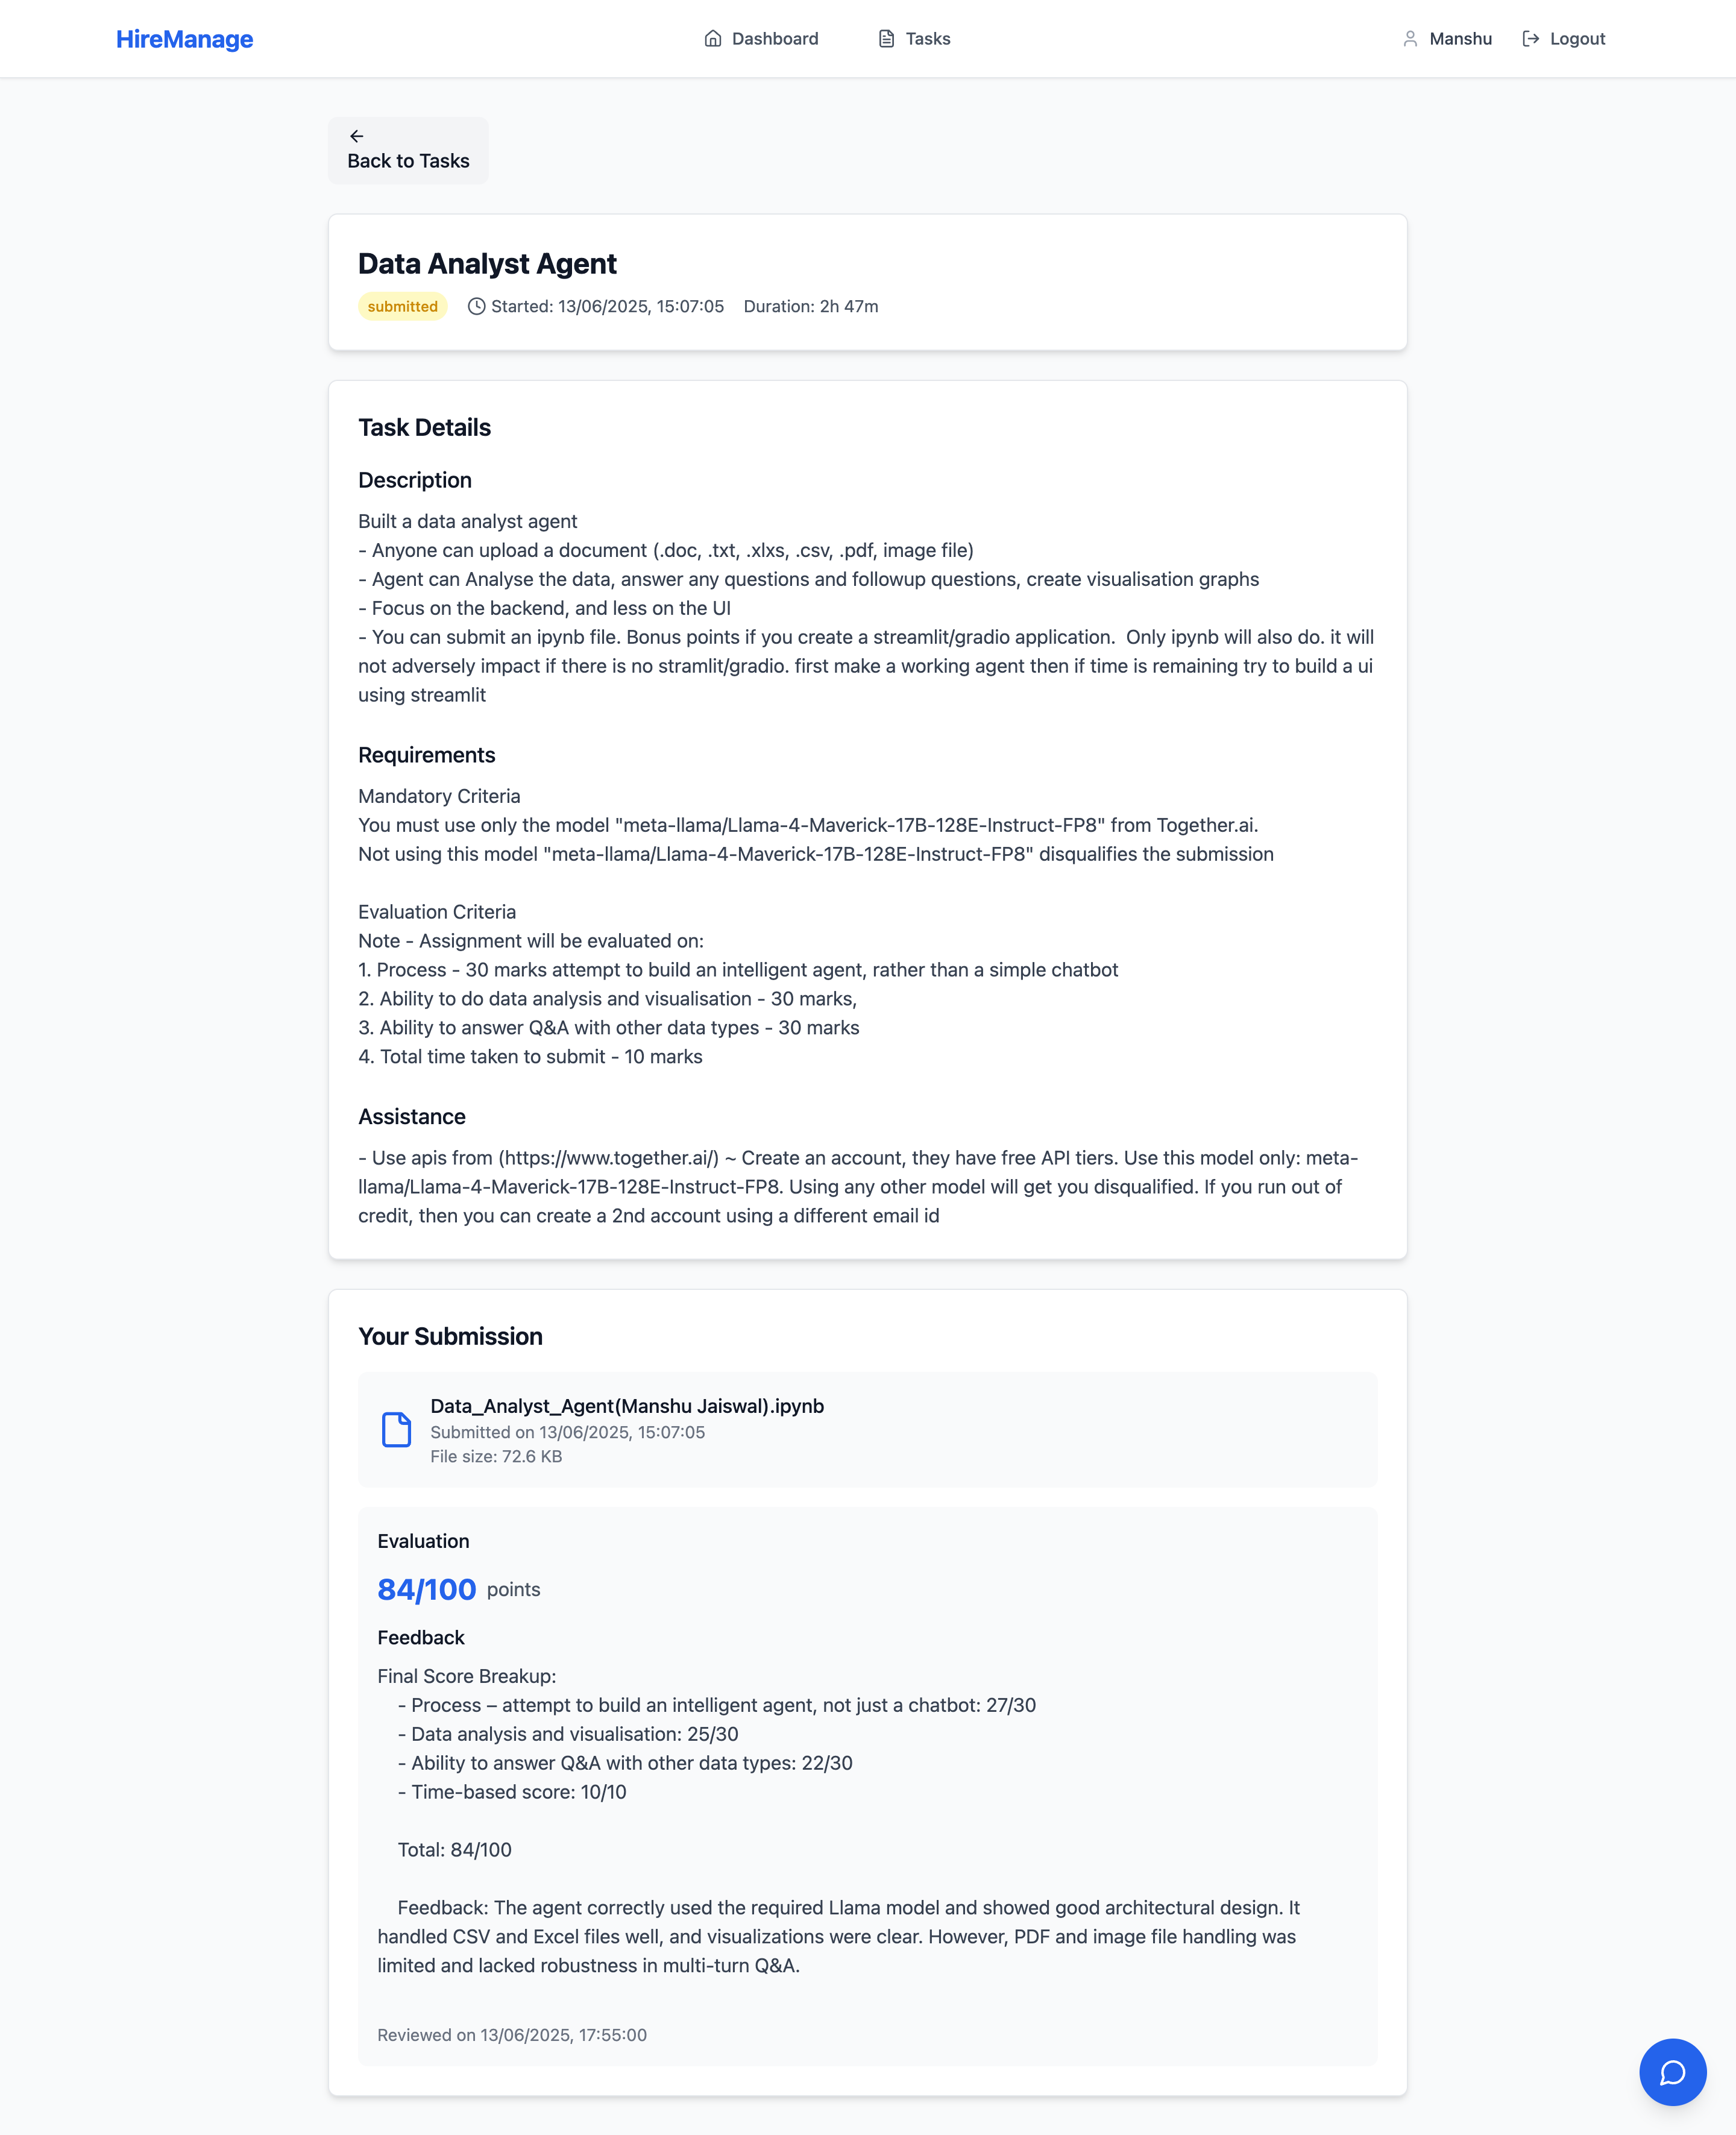 HireManage
Dashboard
Tasks
Manshu
Logout
Back to Tasks
Data Analyst Agent
submitted
Started: 13/06/2025, 15:07:05
Duration: 2h 47m
Task Details
Description
Built a data analyst agent
- Anyone can upload a document (.doc, .txt, .xlxs, .csv, .pdf, image file)
- Agent can Analyse the data, answer any questions and followup questions, create visualisation graphs
- Focus on the backend, and less on the UI
- You can submit an ipynb file. Bonus points if you create a streamlit/gradio application.  Only ipynb will also do. it will
not adversely impact if there is no stramlit/gradio. first make a working agent then if time is remaining try to build a ui
using streamlit
Requirements
Mandatory Criteria
You must use only the model "meta-llama/Llama-4-Maverick-17B-128E-Instruct-FP8" from Together.ai.
Not using this model "meta-llama/Llama-4-Maverick-17B-128E-Instruct-FP8" disqualifies the submission
Evaluation Criteria
Note - Assignment will be evaluated on:
1. Process - 30 marks attempt to build an intelligent agent, rather than a simple chatbot
2. Ability to do data analysis and visualisation - 30 marks,
3. Ability to answer Q&A with other data types - 30 marks
4. Total time taken to submit - 10 marks
Assistance
- Use apis from (https://www.together.ai/) ~ Create an account, they have free API tiers. Use this model only: meta-
llama/Llama-4-Maverick-17B-128E-Instruct-FP8. Using any other model will get you disqualified. If you run out of
credit, then you can create a 2nd account using a different email id
Your Submission
Data_Analyst_Agent(Manshu Jaiswal).ipynb
Submitted on 13/06/2025, 15:07:05
File size: 72.6 KB
Evaluation
84/100 points
Feedback
Final Score Breakup:
- Process – attempt to build an intelligent agent, not just a chatbot: 27/30
- Data analysis and visualisation: 25/30
- Ability to answer Q&A with other data types: 22/30
- Time-based score: 10/10
Total: 84/100
Feedback: The agent correctly used the required Llama model and showed good architectural design. It
handled CSV and Excel files well, and visualizations were clear. However, PDF and image file handling was
limited and lacked robustness in multi-turn Q&A.
Reviewed on 13/06/2025, 17:55:00